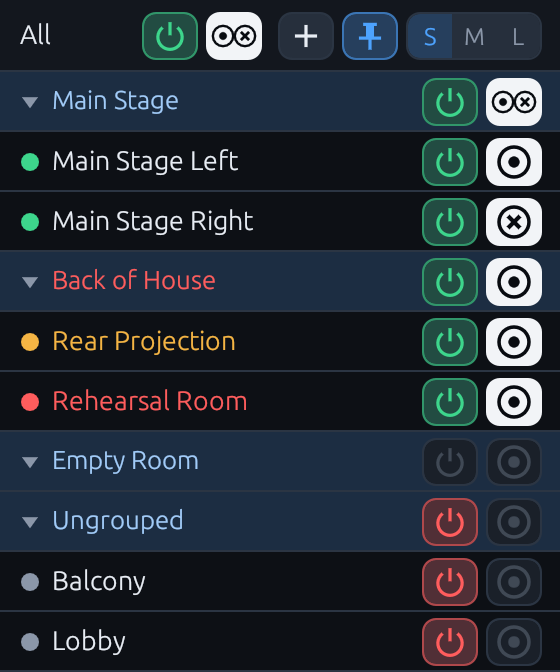 All
S M L
Main Stage
Main Stage Left
Main Stage Right
Back of House
Rear Projection
Rehearsal Room
Empty Room
Ungrouped
Balcony
Lobby